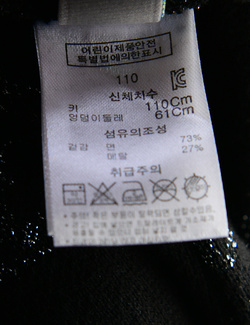 어린이제품안전
특별법에의한표시
110
신체치수
키 110Cm
엉덩이둘레 61Cm
섬유의조성
겉감 면 73%
메탈 27%
취급주의